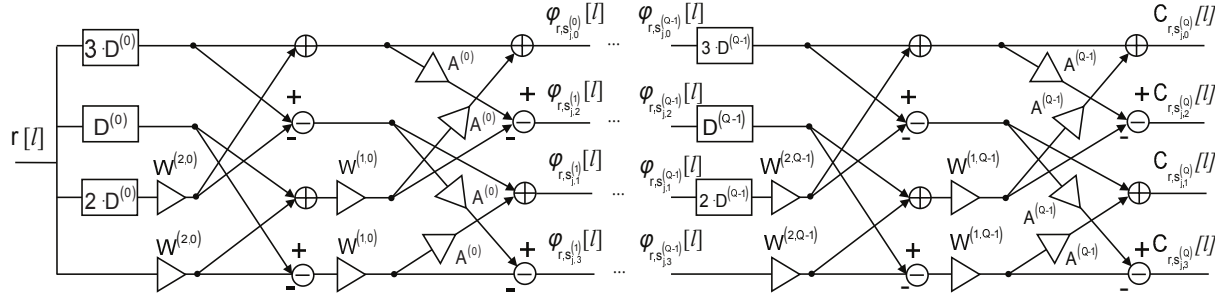 φ_{r,s_{j,0}^{(0)}}[l] ... φ_{r,s_{j,0}^{(Q-1)}}[l] C_{r,s_{j,0}^{(Q)}}[l]
3·D^{(0)} 3·D^{(Q-1)}
A^{(0)} A^{(Q-1)}
+ φ_{r,s_{j,2}^{(1)}}[l] ... φ_{r,s_{j,2}^{(Q-1)}}[l] + + C_{r,s_{j,2}^{(Q)}}[l]
D^{(0)} - A^{(0)} - D^{(Q-1)} - A^{(Q-1)} -
r[l]
W^{(2,0)} W^{(1,0)} φ_{r,s_{j,1}^{(1)}}[l] ... φ_{r,s_{j,1}^{(Q-1)}}[l] W^{(2,Q-1)} W^{(1,Q-1)} C_{r,s_{j,1}^{(Q)}}[l]
2·D^{(0)} A^{(0)} 2·D^{(Q-1)} A^{(Q-1)}
W^{(2,0)} + W^{(1,0)} A^{(0)} + φ_{r,s_{j,3}^{(1)}}[l] ... φ_{r,s_{j,3}^{(Q-1)}}[l] W^{(2,Q-1)} + W^{(1,Q-1)} A^{(Q-1)} + C_{r,s_{j,3}^{(Q)}}[l]
- - - -